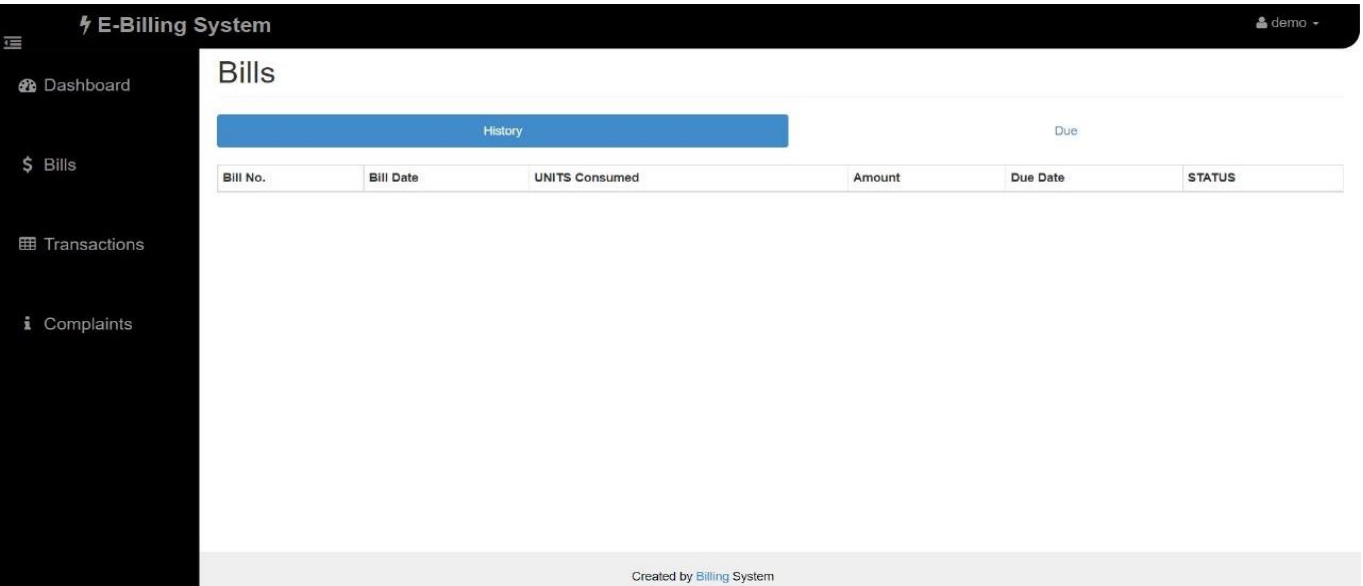 E-Billing System
demo
Dashboard
Bills
Transactions
Complaints
Bills
History Due
Bill No. Bill Date UNITS Consumed Amount Due Date STATUS
Created by Billing System